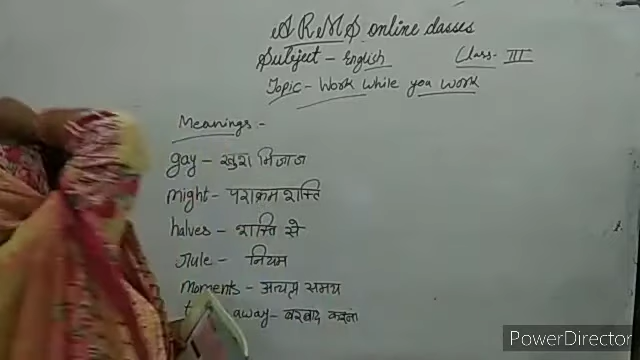 ARMS online classes
Subject - English Class - III
Topic - Work while you work
Meanings :-
gay - खुश मिजाज
might - पराक्रम शक्ति
halves - शक्ति से
Rule - नियम
moments - अत्यन्त समय
t away - बरबाद करना
PowerDirector